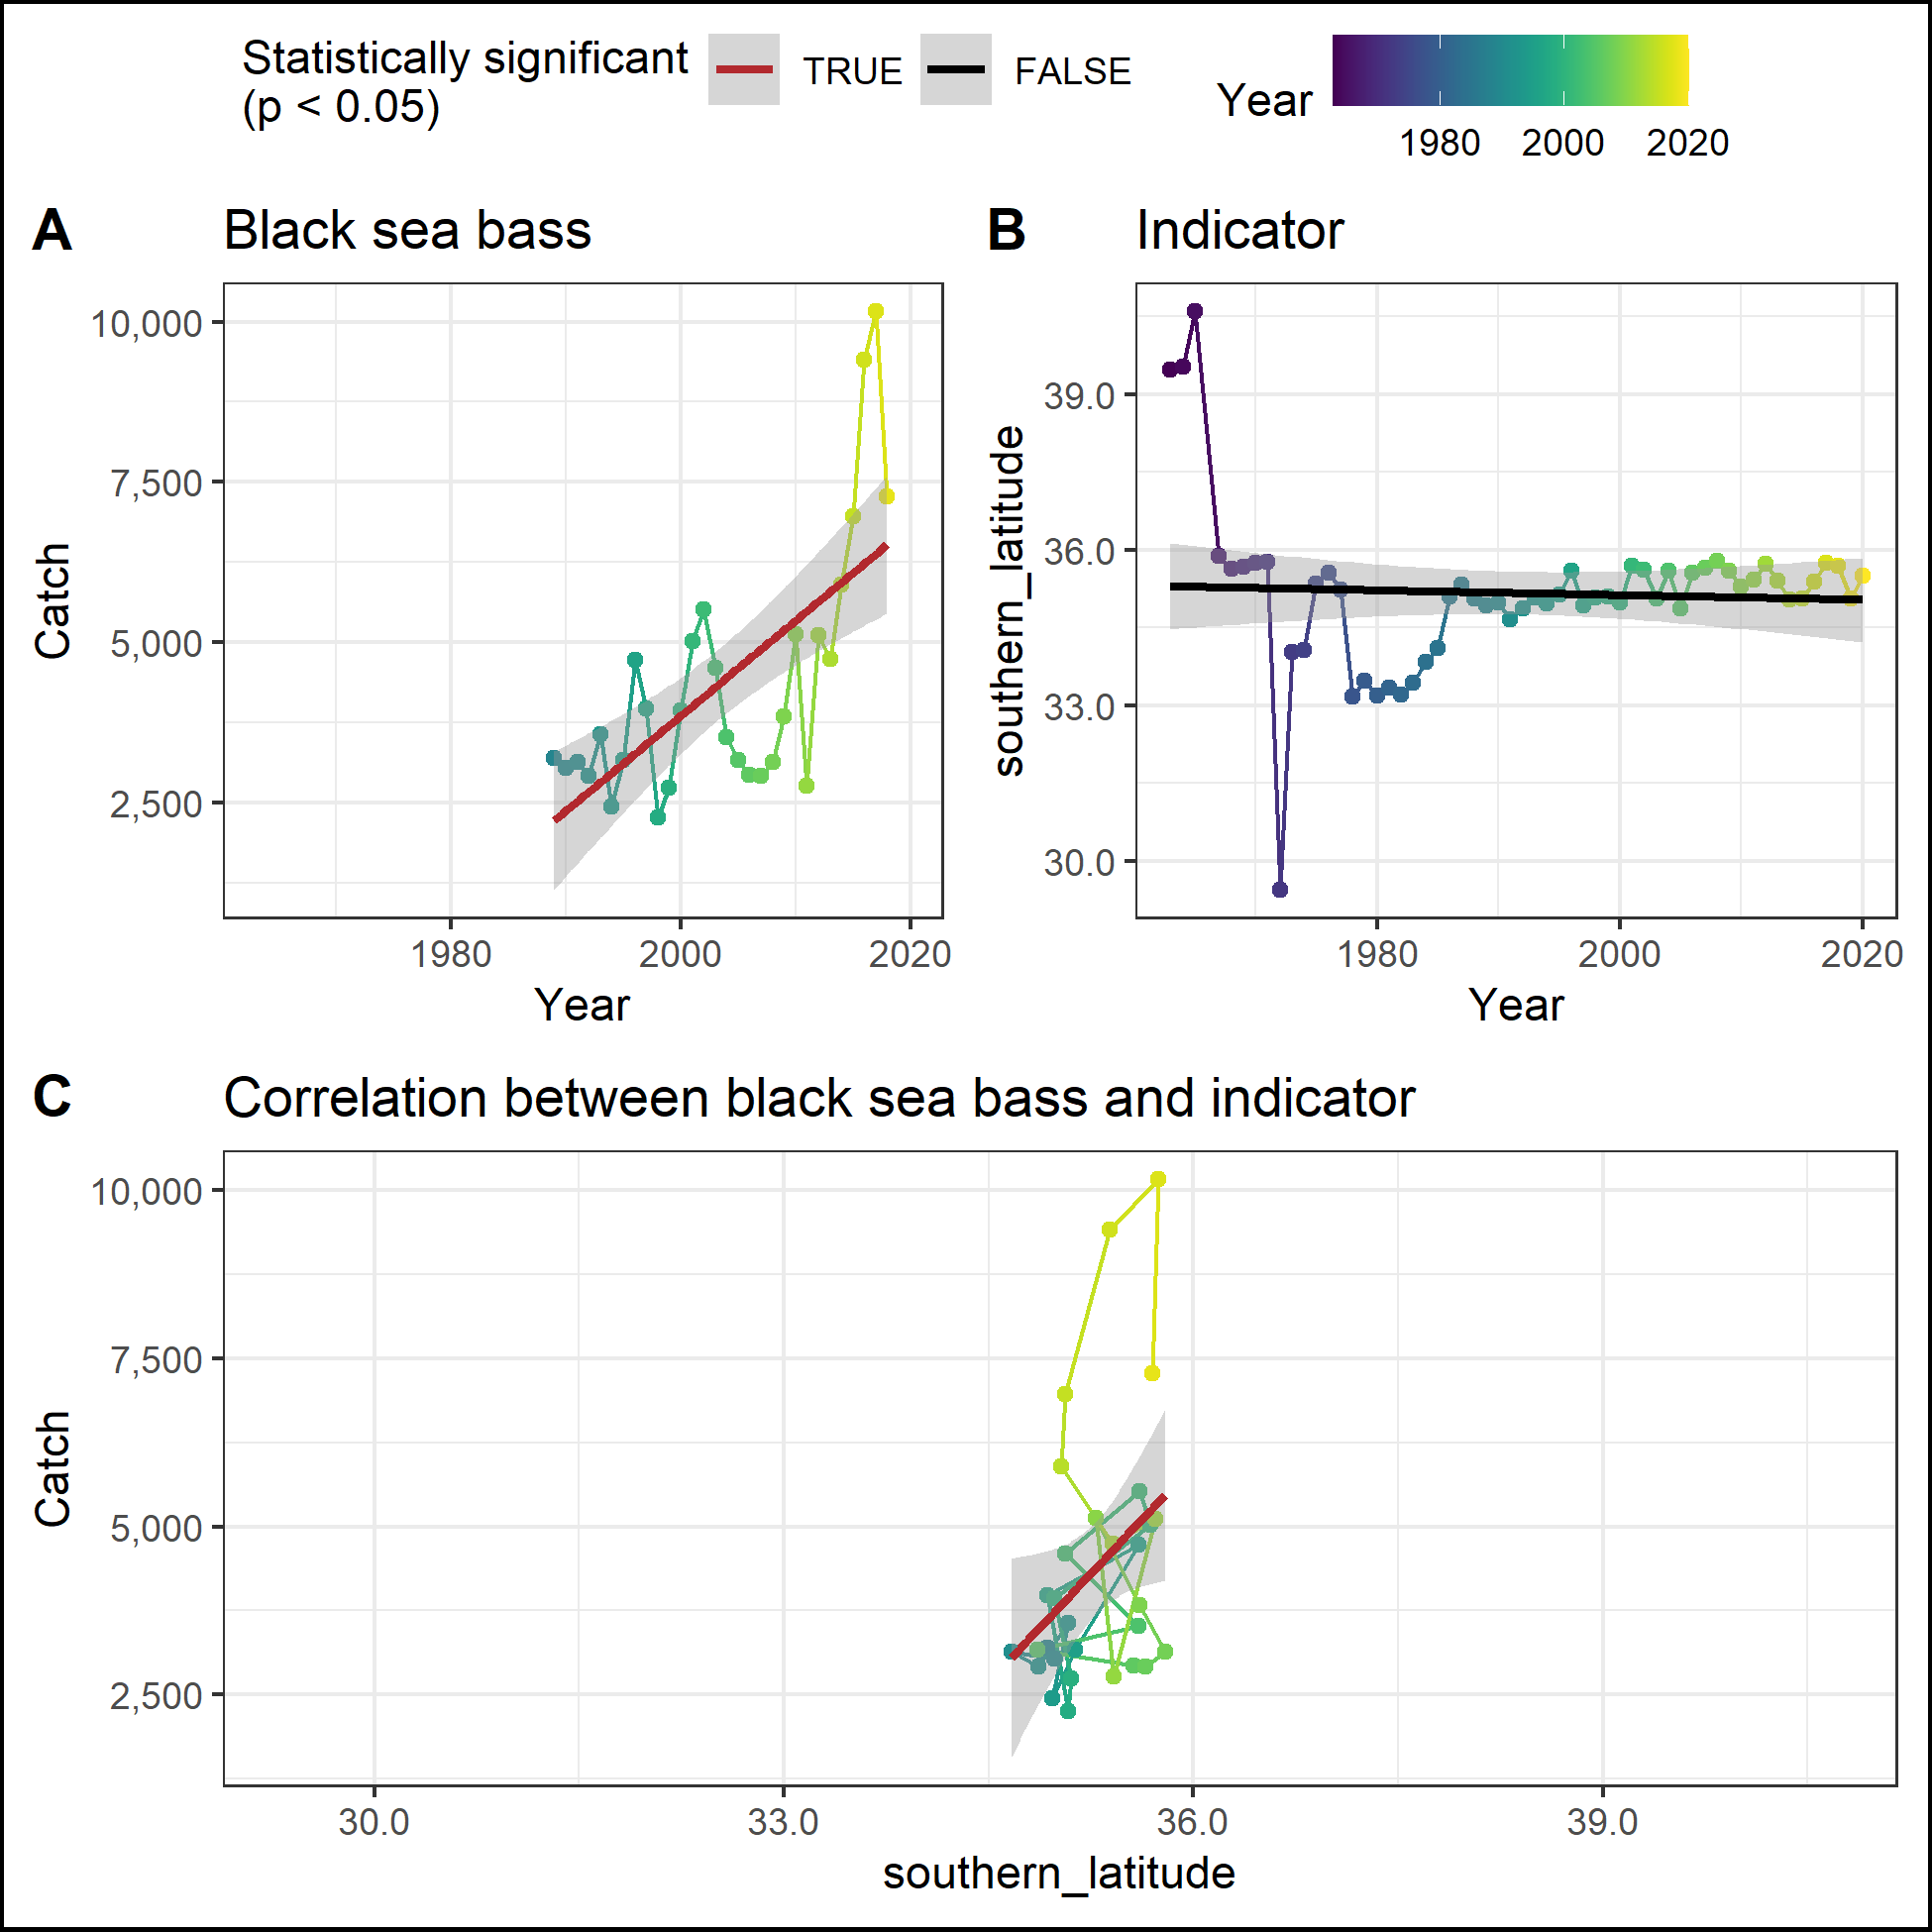 Statistically significant
(p < 0.05)
TRUE
FALSE
Year
1980 2000 2020
A Black sea bass
Catch
10,000
7,500
5,000
2,500
1980 2000 2020
Year
B Indicator
southern_latitude
39.0
36.0
33.0
30.0
1980 2000 2020
Year
C Correlation between black sea bass and indicator
Catch
10,000
7,500
5,000
2,500
30.0 33.0 36.0 39.0
southern_latitude